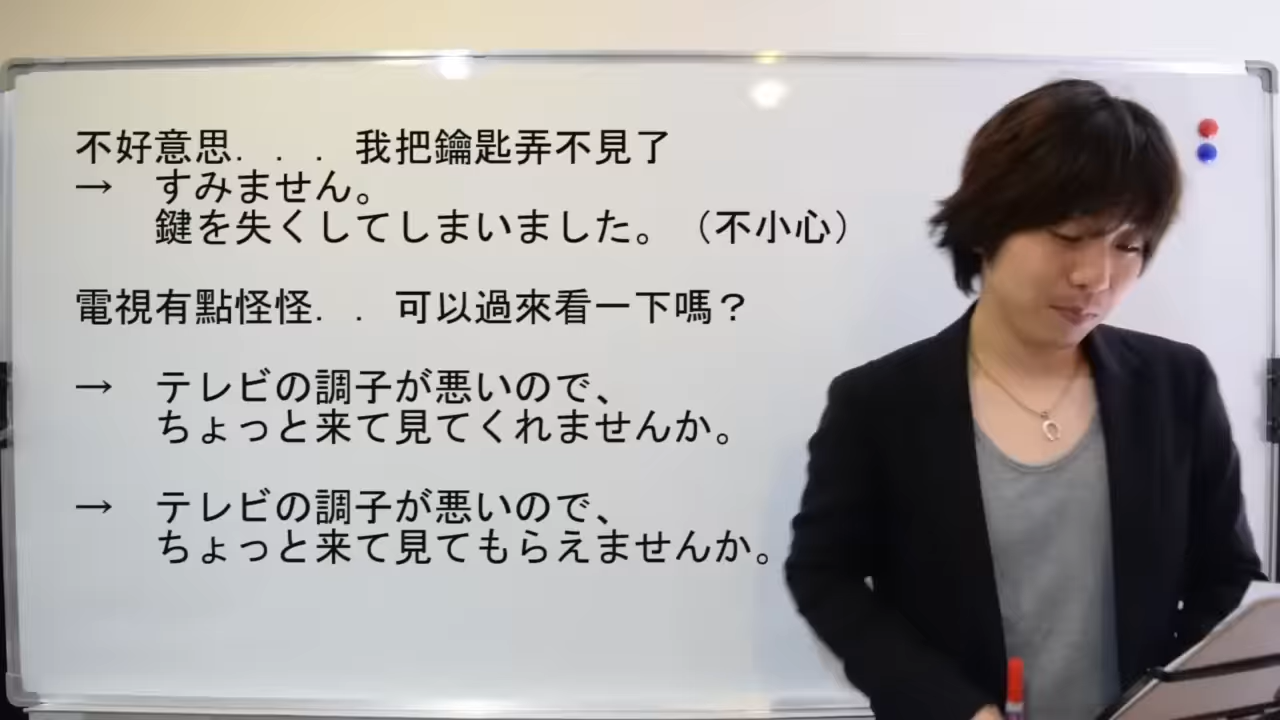 不好意思．．．我把鑰匙弄不見了
→　すみません。
鍵を失くしてしまいました。（不小心）
電視有點怪怪．．可以過來看一下嗎？
→　テレビの調子が悪いので、
ちょっと来て見てくれませんか。
→　テレビの調子が悪いので、
ちょっと来て見てもらえませんか。